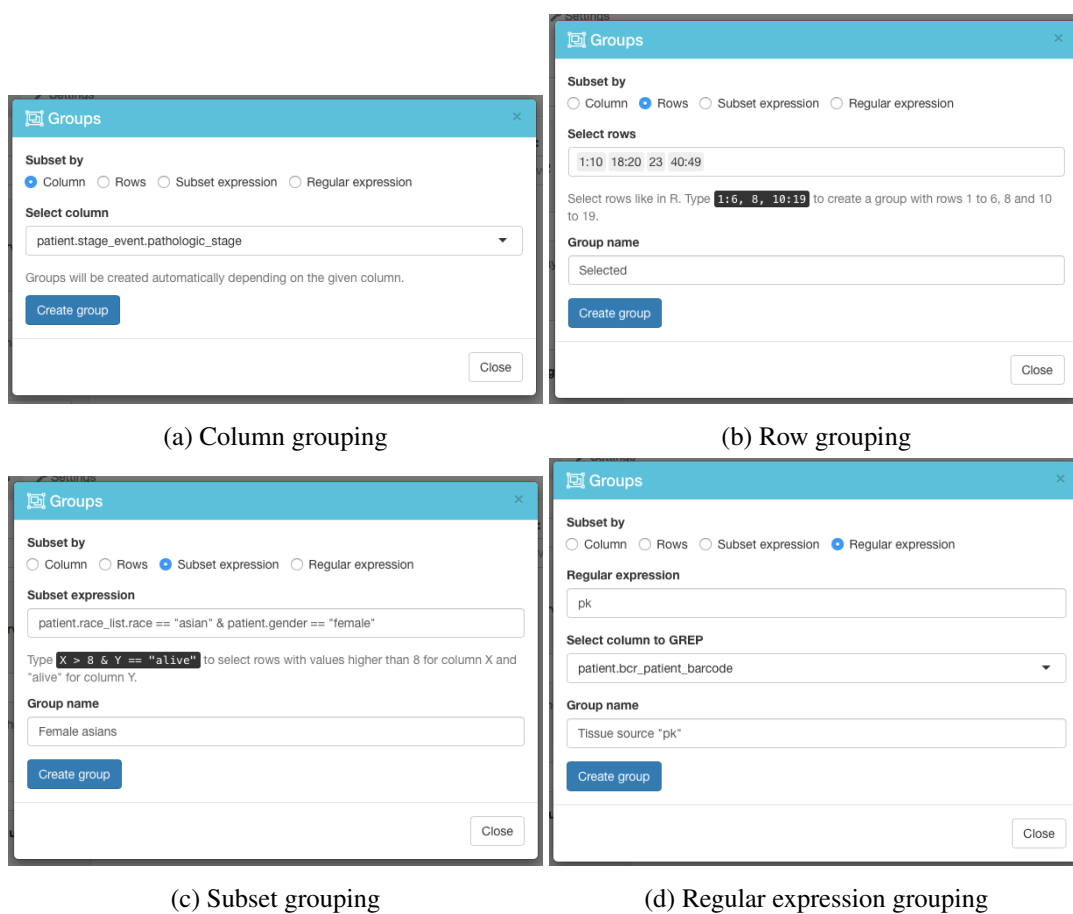 Settings
Groups
×
Subset by
Column Rows Subset expression Regular expression
Select column
patient.stage_event.pathologic_stage
Groups will be created automatically depending on the given column.
Create group
Close
(a) Column grouping
Settings
Groups
×
Subset by
Column Rows Subset expression Regular expression
Select rows
1:10 18:20 23 40:49
Select rows like in R. Type 1:6, 8, 10:19 to create a group with rows 1 to 6, 8 and 10
to 19.
Group name
Selected
Create group
Close
(b) Row grouping
Settings
Groups
×
Subset by
Column Rows Subset expression Regular expression
Subset expression
patient.race_list.race == "asian" & patient.gender == "female"
Type X > 8 & Y == "alive" to select rows with values higher than 8 for column X and
"alive" for column Y.
Group name
Female asians
Create group
Close
(c) Subset grouping
Settings
Groups
×
Subset by
Column Rows Subset expression Regular expression
Regular expression
pk
Select column to GREP
patient.bcr_patient_barcode
Group name
Tissue source "pk"
Create group
Close
(d) Regular expression grouping